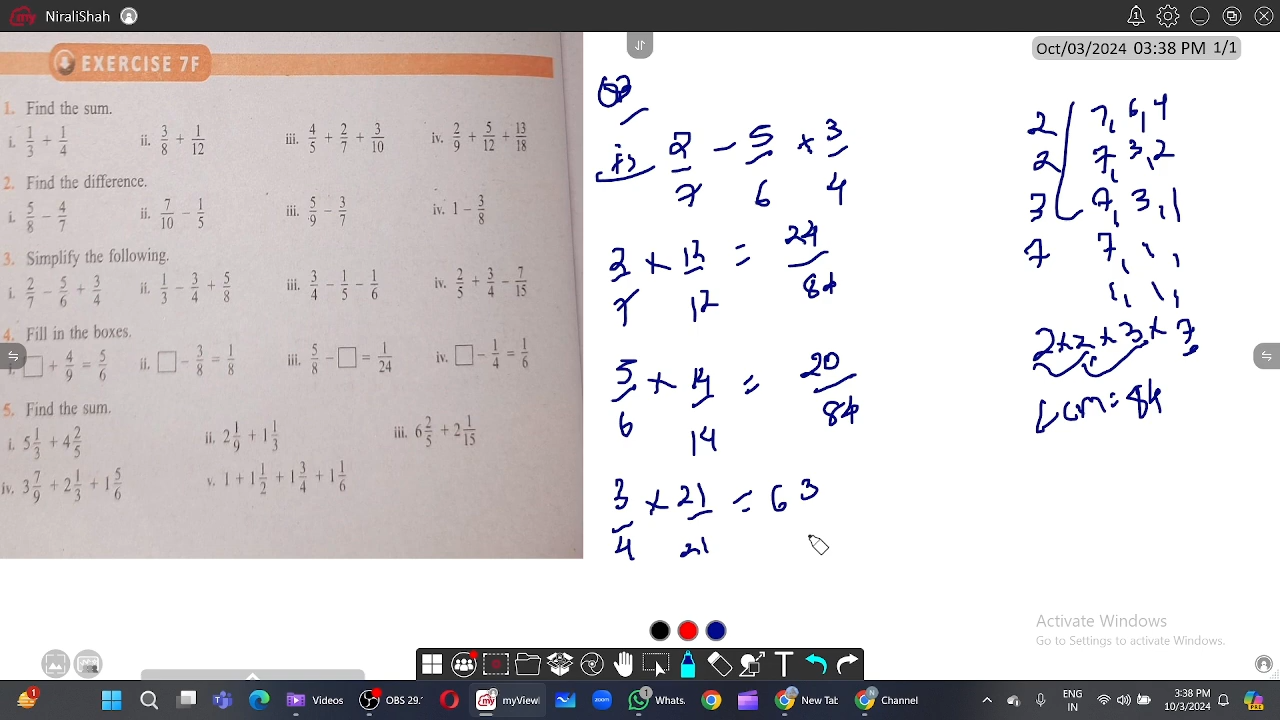 my NiraliShah
Oct/03/2024 03:38 PM 1/1
EXERCISE 7F
1. Find the sum.
i. 1/3 + 1/4 ii. 3/8 + 1/12 iii. 4/5 + 2/7 + 3/10 iv. 2/9 + 5/12 + 13/18
2. Find the difference.
i. 5/8 − 4/7 ii. 7/10 − 1/5 iii. 5/9 − 3/7 iv. 1 − 3/8
3. Simplify the following.
i. 2/7 − 5/6 + 3/4 ii. 1/3 − 3/4 + 5/8 iii. 3/4 − 1/5 − 1/6 iv. 2/5 + 3/4 − 7/15
4. Fill in the boxes.
i. □ + 4/9 = 5/6 ii. □ − 3/8 = 1/8 iii. 5/8 − □ = 1/24 iv. □ − 1/4 = 1/6
5. Find the sum.
i. 5 1/3 + 4 2/5 ii. 2 1/9 + 1 1/3 iii. 6 2/5 + 2 1/15
iv. 3 7/9 + 2 1/3 + 1 5/6 v. 1 + 1 1/2 + 1 3/4 + 1 1/6
2/7 − 5/6 + 3/4
2/7 × 12/12 = 24/84
5/6 × 14/14 = 20/84
3/4 × 21/21 = 63
2 7, 6, 4
2 7, 3, 2
3 7, 3, 1
7 7, 1, 1
1, 1, 1
2×2×3×7
Lcm = 84
Activate Windows
Go to Settings to activate Windows.
T
1 Videos OBS 29. myViewl zoom 1 Whats. New Tab N Channel ENG IN 3:38 PM 10/3/2024